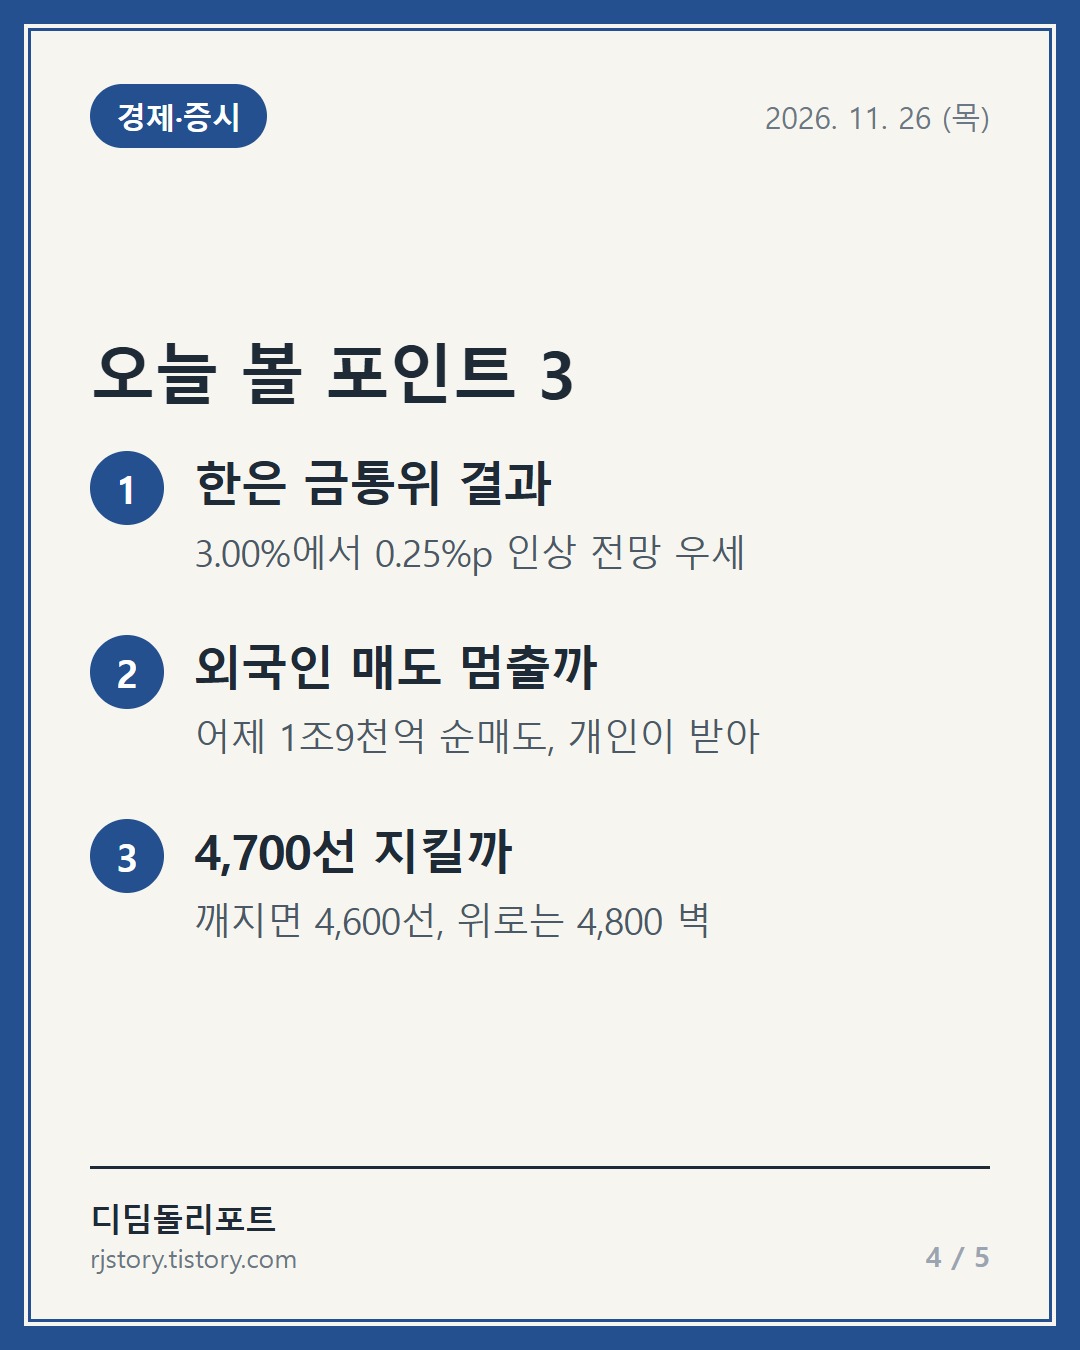 경제·증시
2026. 11. 26 (목)
오늘 볼 포인트 3
1 한은 금통위 결과
3.00%에서 0.25%p 인상 전망 우세
2 외국인 매도 멈출까
어제 1조9천억 순매도, 개인이 받아
3 4,700선 지킬까
깨지면 4,600선, 위로는 4,800 벽
디딤돌리포트
rjstory.tistory.com
4 / 5